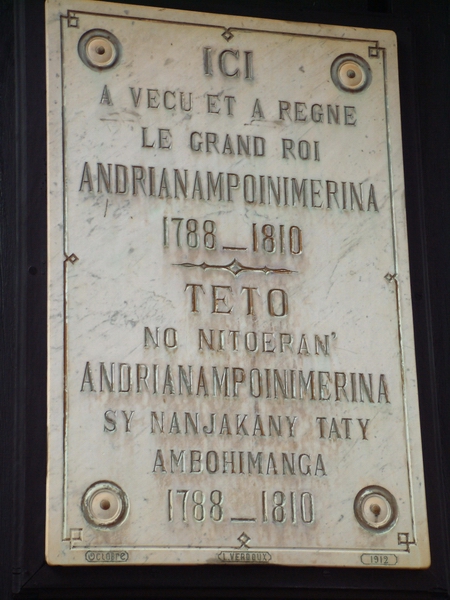 ICI
A VECU ET A REGNE
LE GRAND ROI
ANDRIANAMPOINIMERINA
1788_1810
TETO
NO NITOERAN'
ANDRIANAMPOINIMERINA
SY NANJAKANY TATY
AMBOHIMANGA
1788_1810
L. VERDOUX
1912